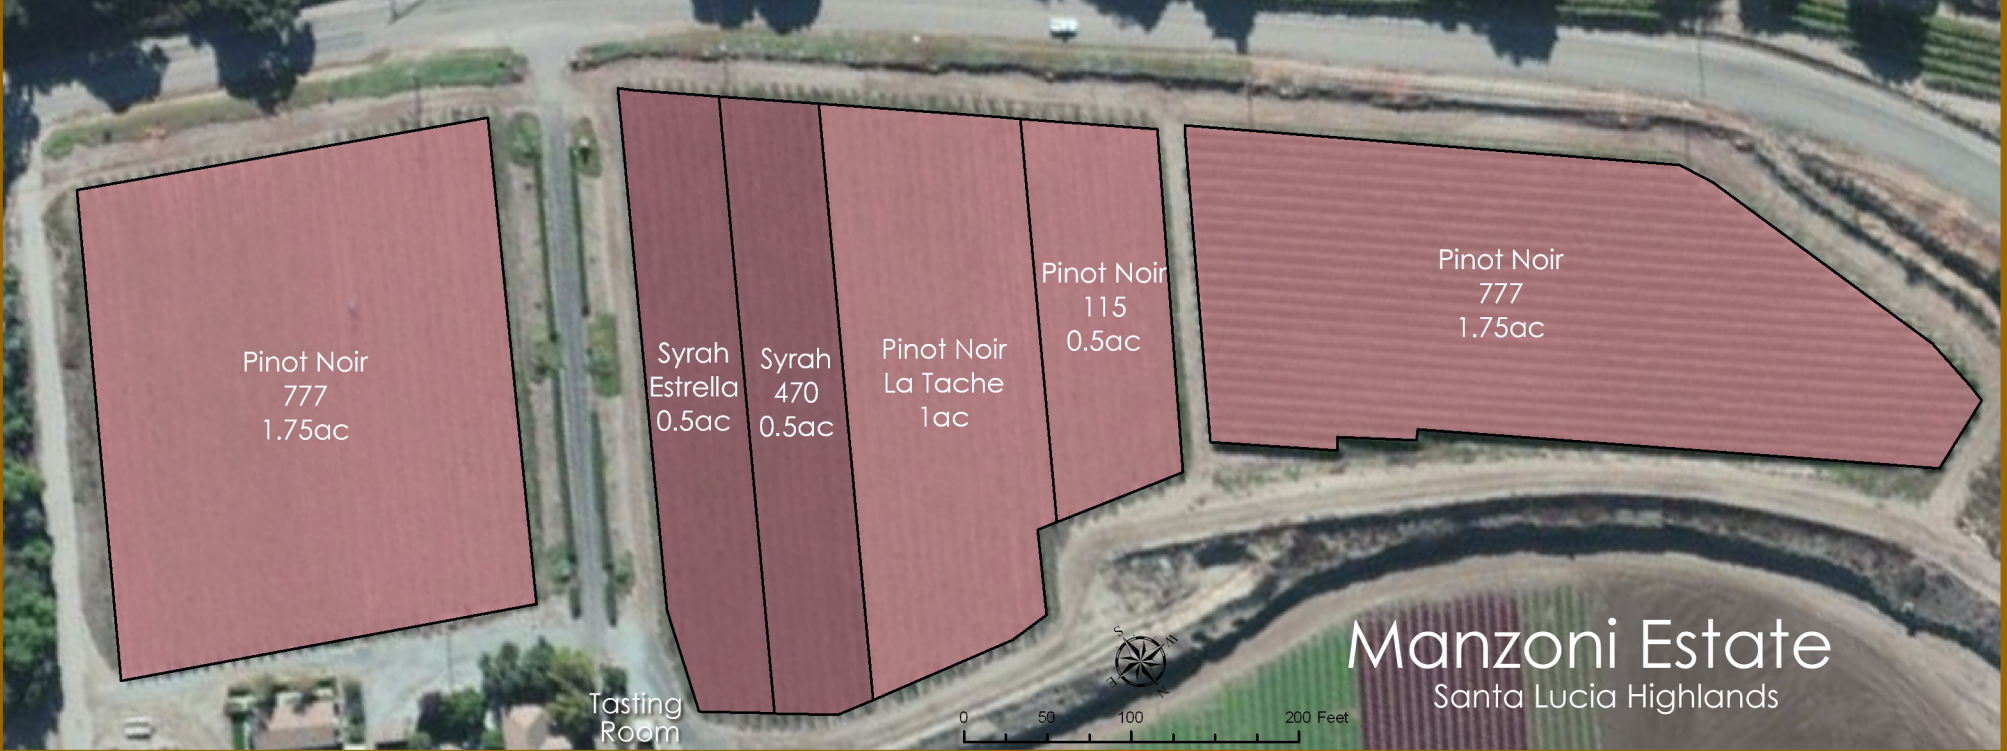 Pinot Noir
777
1.75ac
Syrah
Estrella
0.5ac
Syrah
470
0.5ac
Pinot Noir
La Tache
1ac
Pinot Noir
115
0.5ac
Pinot Noir
777
1.75ac
Tasting
Room
S
W
E
N
0 50 100 200 Feet
Manzoni Estate
Santa Lucia Highlands